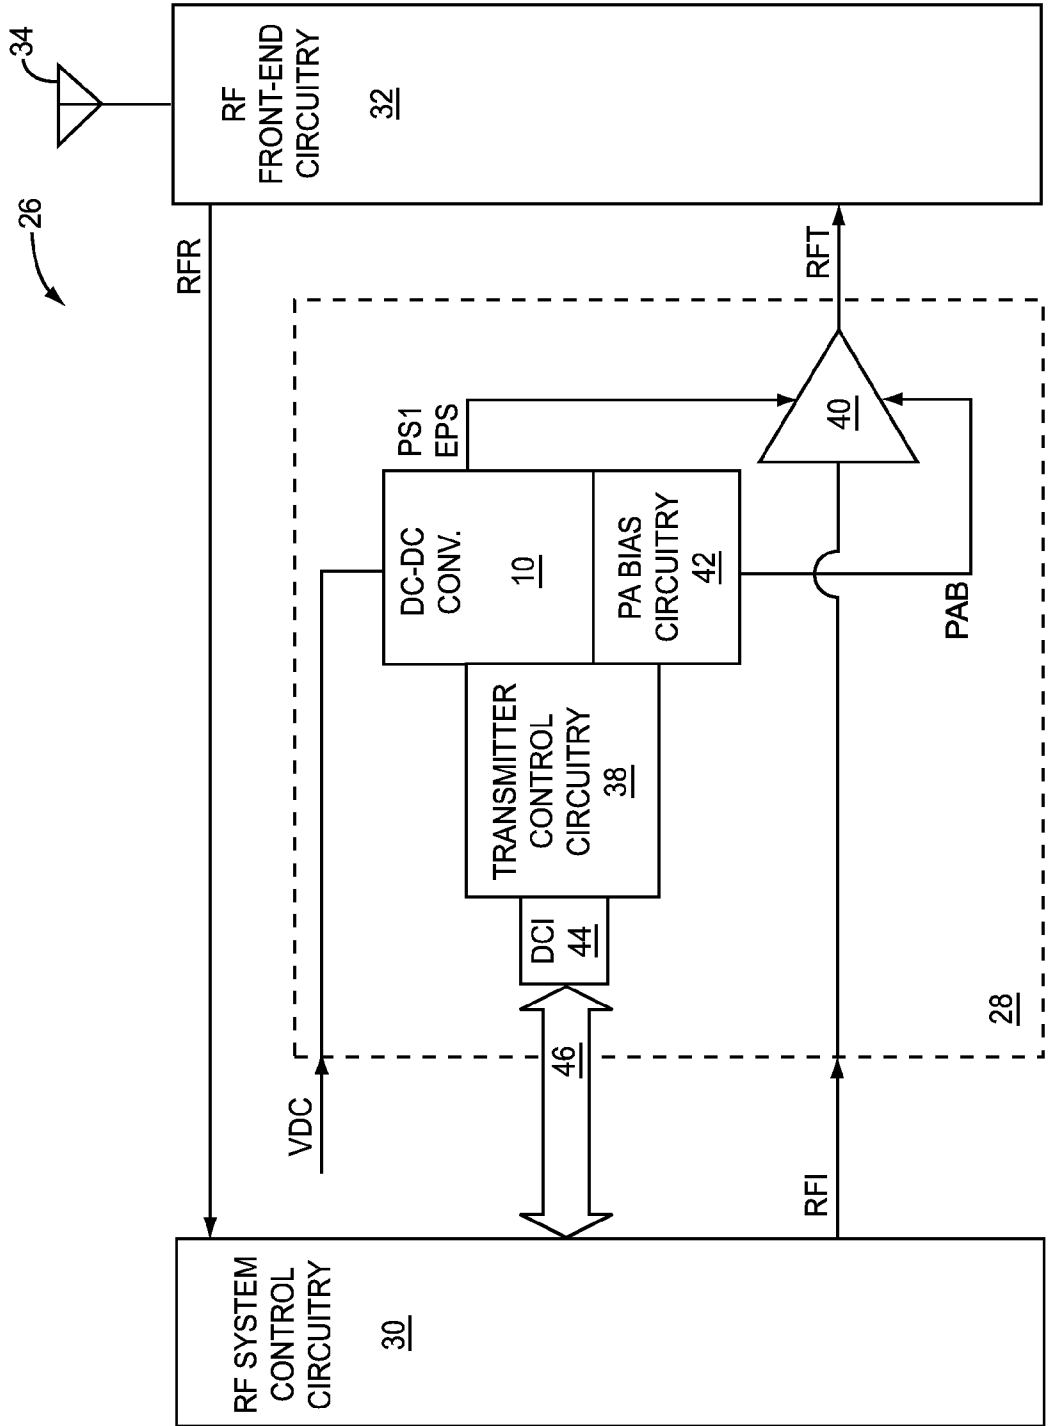 26
34
RF SYSTEM
CONTROL
CIRCUITRY
30
RFR
RF
FRONT-END
CIRCUITRY
32
VDC
DC-DC
CONV.
10
PS1
EPS
TRANSMITTER
CONTROL
CIRCUITRY
38
DCI
44
46
PA BIAS
CIRCUITRY
42
40
RFI
RFT
PAB
28